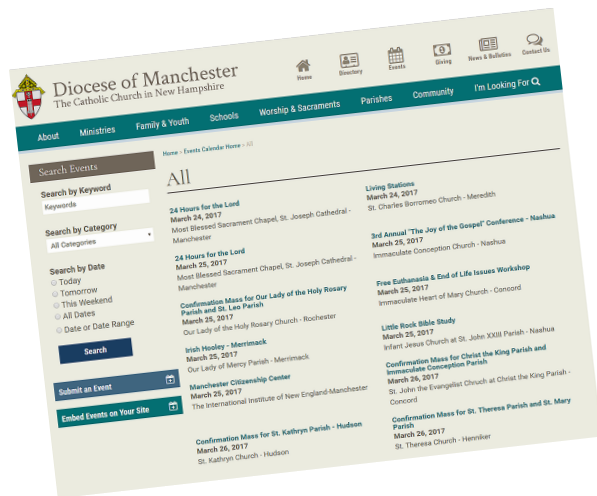 Diocese of Manchester
The Catholic Church in New Hampshire
Home
Directory
Events
Giving
News & Bulletins
Contact Us
About
Ministries
Family & Youth
Schools
Worship & Sacraments
Parishes
Community
I'm Looking For
Search Events
Search by Keyword
Keywords
Search by Category
All Categories
Search by Date
Today
Tomorrow
This Weekend
All Dates
Date or Date Range
Search
Submit an Event
Embed Events on Your Site
Home » Events Calendar Home » All
All
24 Hours for the Lord
March 24, 2017
Most Blessed Sacrament Chapel, St. Joseph Cathedral -
Manchester
24 Hours for the Lord
March 25, 2017
Most Blessed Sacrament Chapel, St. Joseph Cathedral -
Manchester
Confirmation Mass for Our Lady of the Holy Rosary
Parish and St. Leo Parish
March 25, 2017
Our Lady of the Holy Rosary Church - Rochester
Irish Hooley - Merrimack
March 25, 2017
Our Lady of Mercy Parish - Merrimack
Manchester Citizenship Center
March 25, 2017
The International Institute of New England-Manchester
Confirmation Mass for St. Kathryn Parish - Hudson
March 26, 2017
St. Kathryn Church - Hudson
Living Stations
March 24, 2017
St. Charles Borromeo Church - Meredith
3rd Annual "The Joy of the Gospel" Conference - Nashua
March 25, 2017
Immaculate Conception Church - Nashua
Free Euthanasia & End of Life Issues Workshop
March 25, 2017
Immaculate Heart of Mary Church - Concord
Little Rock Bible Study
March 25, 2017
Infant Jesus Church at St. John XXIII Parish - Nashua
Confirmation Mass for Christ the King Parish and
Immaculate Conception Parish
March 26, 2017
St. John the Evangelist Chruch at Christ the King Parish -
Concord
Confirmation Mass for St. Theresa Parish and St. Mary
Parish
March 26, 2017
St. Theresa Church - Henniker